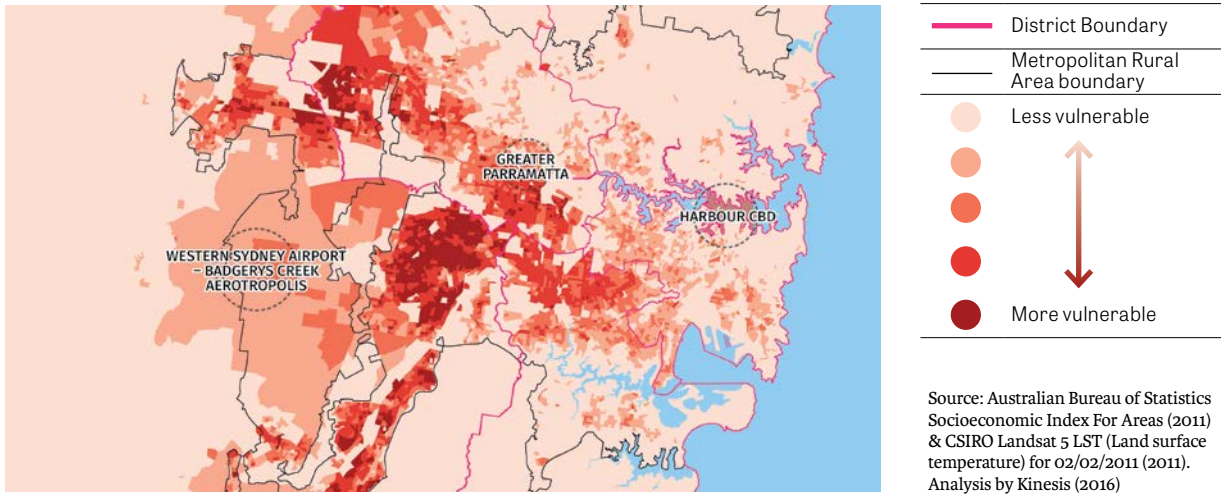 GREATER
PARRAMATTA
HARBOUR CBD
WESTERN SYDNEY AIRPORT
– BADGERYS CREEK
AEROTROPOLIS
District Boundary
Metropolitan Rural
Area boundary
Less vulnerable
More vulnerable
Source: Australian Bureau of Statistics
Socioeconomic Index For Areas (2011)
& CSIRO Landsat 5 LST (Land surface
temperature) for 02/02/2011 (2011).
Analysis by Kinesis (2016)